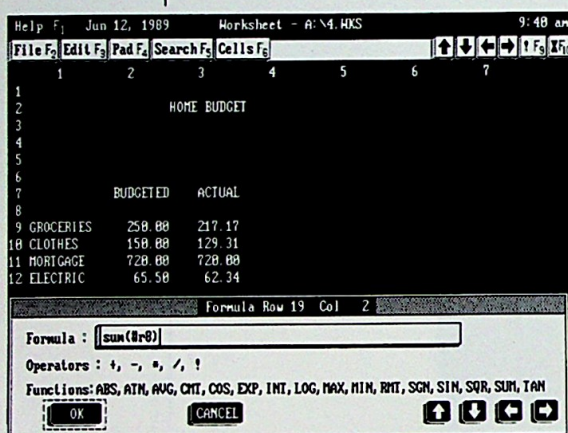 Help F1 Jun 12, 1989 Worksheet - A:\4.WKS 9:40 am
File F2 Edit F3 Pad F4 Search F5 Cells F6 ! F9 XF10
1 2 3 4 5 6 7
1
2 HOME BUDGET
3
4
5
6
7 BUDGETED ACTUAL
8
9 GROCERIES 250.00 217.17
10 CLOTHES 150.00 129.31
11 MORTGAGE 720.00 720.00
12 ELECTRIC 65.50 62.34
Formula Row 19 Col 2
Formula : sum(#r8)
Operators : +, -, *, /, !
Functions: ABS, ATN, AVG, CNT, COS, EXP, INT, LOG, MAX, MIN, RMT, SGN, SIN, SQR, SUM, TAN
OK CANCEL